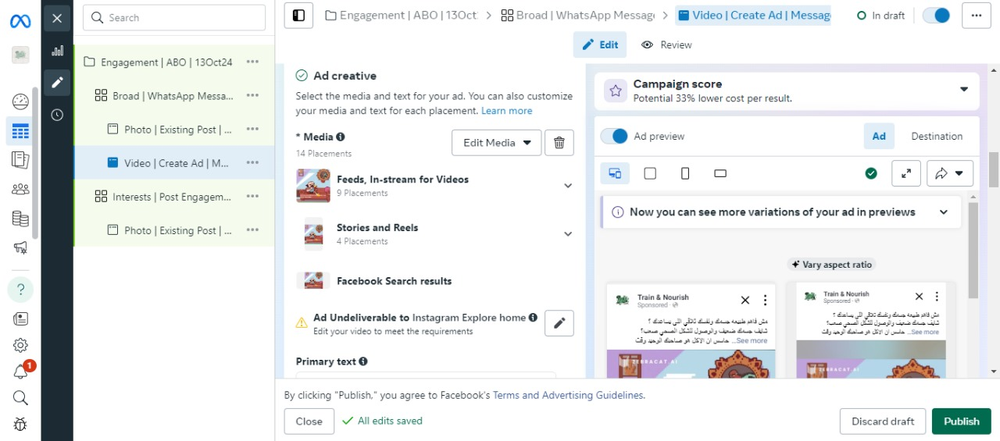 Search
Engagement | ABO | 13Oct24
Broad | WhatsApp Messa...
Photo | Existing Post | ...
Video | Create Ad | M...
Interests | Post Engagem...
Photo | Existing Post | ...
1
Engagement | ABO | 13Oct
Broad | WhatsApp Message
Video | Create Ad | Messag
In draft
Edit
Review
Ad creative
Select the media and text for your ad. You can also customize
your media and text for each placement. Learn more
* Media
14 Placements
Edit Media
Feeds, In-stream for Videos
9 Placements
Stories and Reels
4 Placements
Facebook Search results
Ad Undeliverable to Instagram Explore home
Edit your video to meet the requirements
Primary text
Campaign score
Potential 33% lower cost per result.
Ad preview
Ad
Destination
Now you can see more variations of your ad in previews
Vary aspect ratio
Train & Nourish
Sponsored ·
مش فاهم طبيعه جسمك ونفسك تلاقي اللى يساعدك ؟
شايف جسمك ضعيف والوصول للشكل الصحي صعب؟
حاسس ان الاكل هو صاحبك الوحيد وقت ...See more
TERRACAT AI
Train & Nourish
Sponsored ·
مش فاهم طبيعه جسمك ونفسك تلاقي اللى يساعدك ؟
شايف جسمك ضعيف والوصول للشكل الصحي صعب؟
حاسس ان الاكل هو صاحبك الوحيد وقت ...See more
TERRACAT AI
By clicking "Publish," you agree to Facebook's Terms and Advertising Guidelines.
Close
All edits saved
Discard draft
Publish